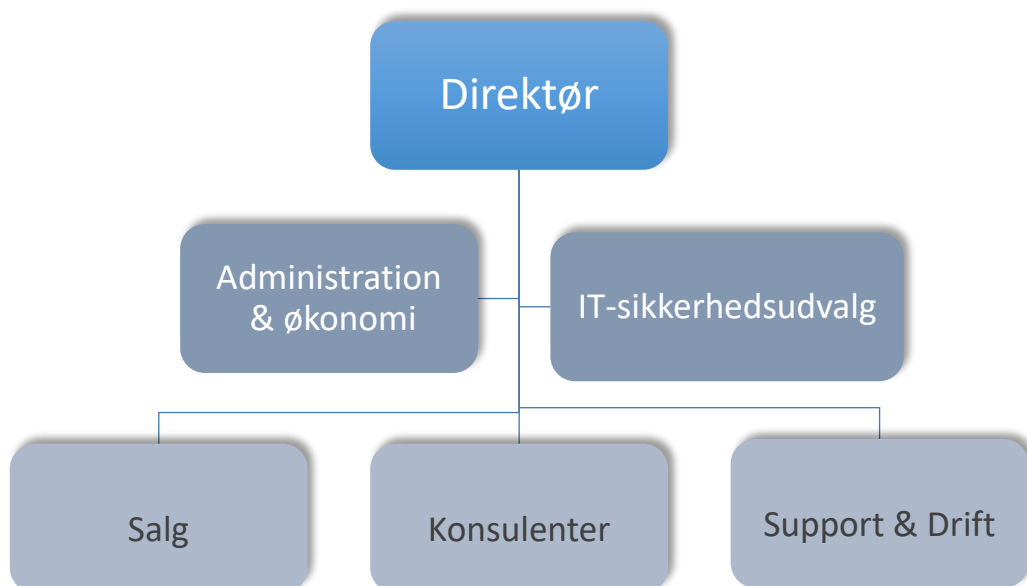 Direktør
Administration
& økonomi
IT-sikkerhedsudvalg
Salg
Konsulenter
Support & Drift